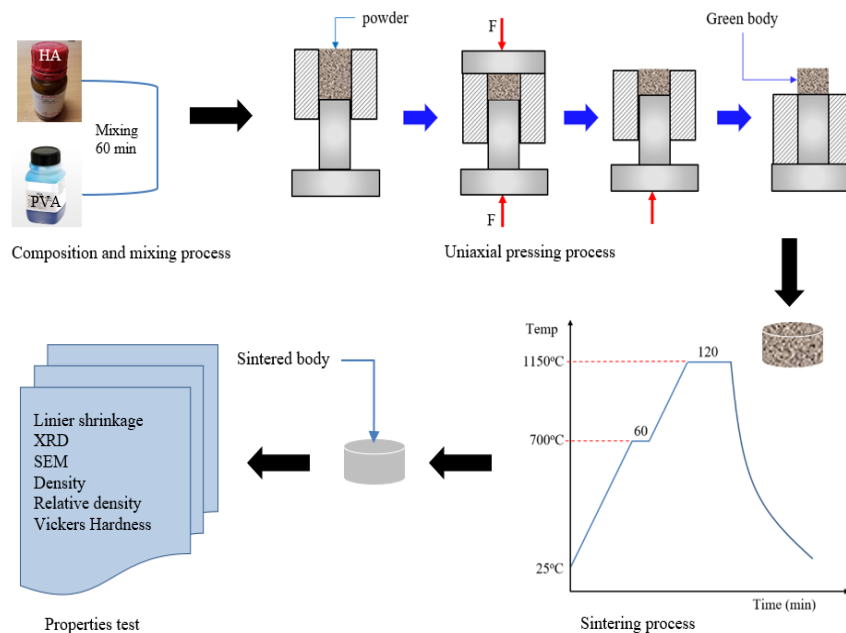 HA
Mixing
60 min
PVA
Composition and mixing process
powder
F
F
Green body
Uniaxial pressing process
Temp
1150°C
120
700°C
60
25°C
Time (min)
Sintering process
Sintered body
Linier shrinkage
XRD
SEM
Density
Relative density
Vickers Hardness
Properties test